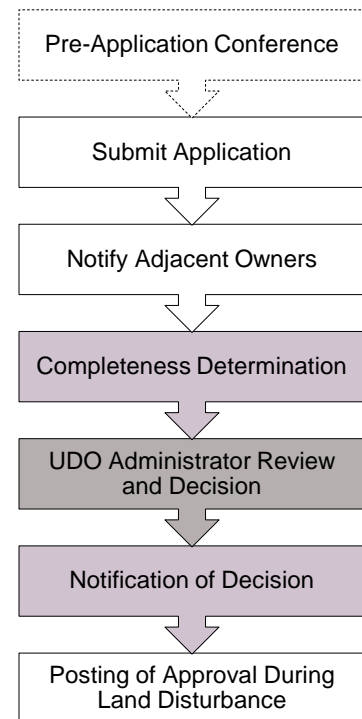 Pre-Application Conference
Submit Application
Notify Adjacent Owners
Completeness Determination
UDO Administrator Review
and Decision
Notification of Decision
Posting of Approval During
Land Disturbance